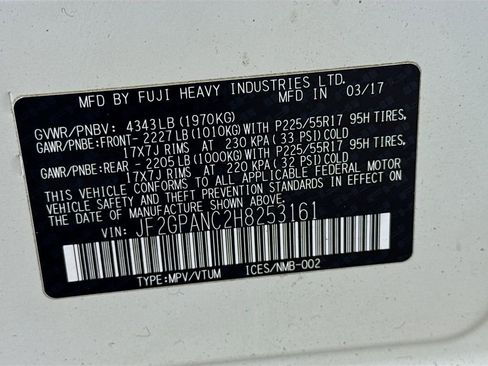 MFD BY FUJI HEAVY INDUSTRIES LTD.
MFD IN 03/17
GVWR/PNBV: 4343LB(1970KG)
GAWR/PNBE:FRONT- 2227LB(1010KG)WITH P225/55R17 95H TIRES,
17X7J RIMS AT 230 KPA (33 PSI)COLD
GAWR/PNBE:REAR - 2205LB(1000KG)WITH P225/55R17 95H TIRES,
17X7J RIMS AT 220 KPA (32 PSI)COLD
THIS VEHICLE CONFORMS TO ALL APPLICABLE FEDERAL MOTOR
VEHICLE SAFETY AND THEFT PREVENTION STANDARDS IN EFFECT ON
THE DATE OF MANUFACTURE SHOWN ABOVE.
VIN: JF2GPANC2H8253161
TYPE:MPV/VTUM ICES/NMB-002